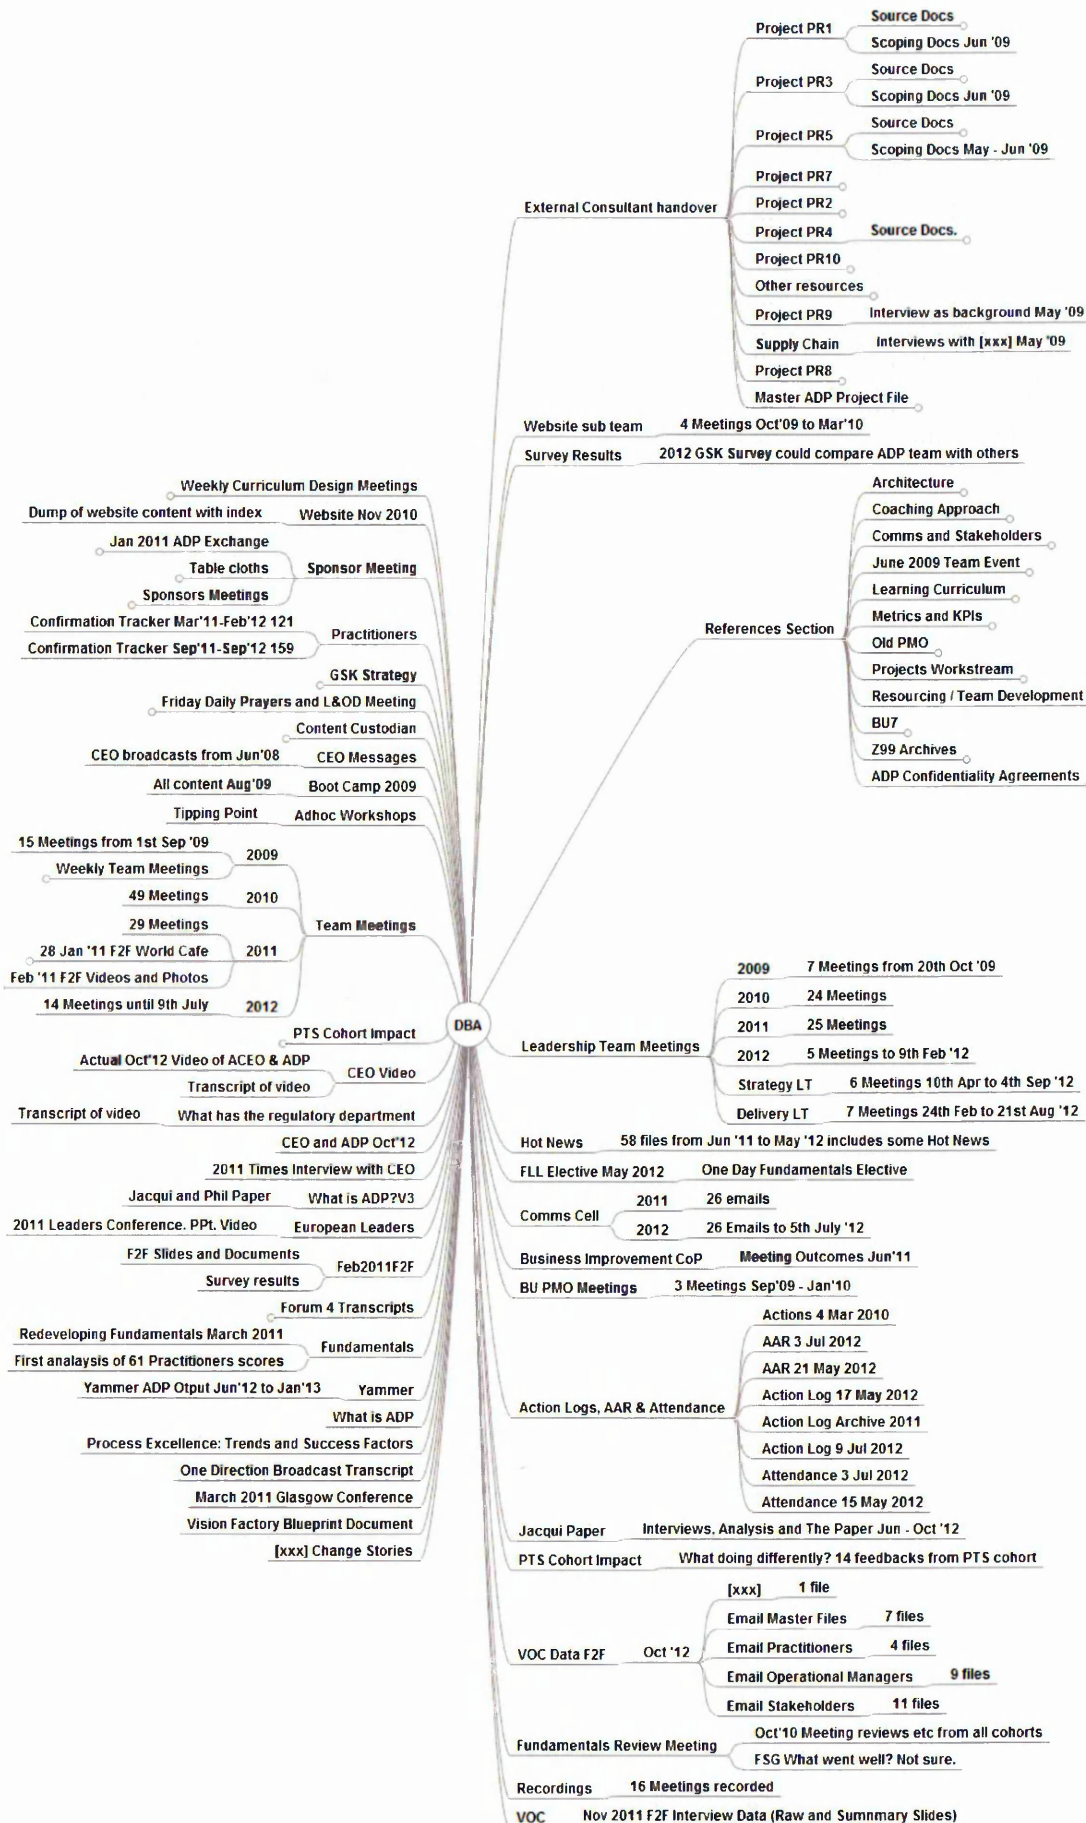 Project PR1
Source Docs
Scoping Docs Jun '09
Project PR3
Source Docs
Scoping Docs Jun '09
Project PR5
Source Docs
Scoping Docs May - Jun '09
External Consultant handover
Project PR7
Project PR2
Project PR4
Source Docs.
Project PR10
Other resources
Project PR9
Interview as background May '09
Supply Chain
Interviews with [xxx] May '09
Project PR8
Master ADP Project File
Website sub team
4 Meetings Oct'09 to Mar'10
Survey Results
2012 GSK Survey could compare ADP team with others
References Section
Architecture
Coaching Approach
Comms and Stakeholders
June 2009 Team Event
Learning Curriculum
Metrics and KPIs
Old PMO
Projects Workstream
Resourcing / Team Development
BU7
Z99 Archives
ADP Confidentiality Agreements
Weekly Curriculum Design Meetings
Dump of website content with index
Website Nov 2010
Jan 2011 ADP Exchange
Table cloths
Sponsors Meetings
Sponsor Meeting
Confirmation Tracker Mar'11-Feb'12 121
Confirmation Tracker Sep'11-Sep'12 159
Practitioners
GSK Strategy
Friday Daily Prayers and L&OD Meeting
Content Custodian
CEO broadcasts from Jun'08
CEO Messages
All content Aug'09
Boot Camp 2009
Tipping Point
Adhoc Workshops
15 Meetings from 1st Sep '09
Weekly Team Meetings
2009
49 Meetings
2010
29 Meetings
28 Jan '11 F2F World Cafe
Feb '11 F2F Videos and Photos
2011
14 Meetings until 9th July
2012
Team Meetings
DBA
PTS Cohort Impact
Actual Oct'12 Video of ACEO & ADP
Transcript of video
CEO Video
Transcript of video
What has the regulatory department
CEO and ADP Oct'12
2011 Times Interview with CEO
Jacqui and Phil Paper
What is ADP?V3
2011 Leaders Conference. PPt. Video
European Leaders
F2F Slides and Documents
Survey results
Feb2011F2F
Forum 4 Transcripts
Redeveloping Fundamentals March 2011
First analaysis of 61 Practitioners scores
Fundamentals
Yammer ADP Otput Jun'12 to Jan'13
Yammer
What is ADP
Process Excellence: Trends and Success Factors
One Direction Broadcast Transcript
March 2011 Glasgow Conference
Vision Factory Blueprint Document
[xxx] Change Stories
Leadership Team Meetings
2009
7 Meetings from 20th Oct '09
2010
24 Meetings
2011
25 Meetings
2012
5 Meetings to 9th Feb '12
Strategy LT
6 Meetings 10th Apr to 4th Sep '12
Delivery LT
7 Meetings 24th Feb to 21st Aug '12
Hot News
58 files from Jun '11 to May '12 includes some Hot News
FLL Elective May 2012
One Day Fundamentals Elective
Comms Cell
2011
26 emails
2012
26 Emails to 5th July '12
Business Improvement CoP
Meeting Outcomes Jun'11
BU PMO Meetings
3 Meetings Sep'09 - Jan'10
Action Logs, AAR & Attendance
Actions 4 Mar 2010
AAR 3 Jul 2012
AAR 21 May 2012
Action Log 17 May 2012
Action Log Archive 2011
Action Log 9 Jul 2012
Attendance 3 Jul 2012
Attendance 15 May 2012
Jacqui Paper
Interviews, Analysis and The Paper Jun - Oct '12
PTS Cohort Impact
What doing differently? 14 feedbacks from PTS cohort
VOC Data F2F
Oct '12
[xxx]
1 file
Email Master Files
7 files
Email Practitioners
4 files
Email Operational Managers
9 files
Email Stakeholders
11 files
Fundamentals Review Meeting
Oct'10 Meeting reviews etc from all cohorts
FSG What went well? Not sure.
Recordings
16 Meetings recorded
VOC
Nov 2011 F2F Interview Data (Raw and Sumnmary Slides)